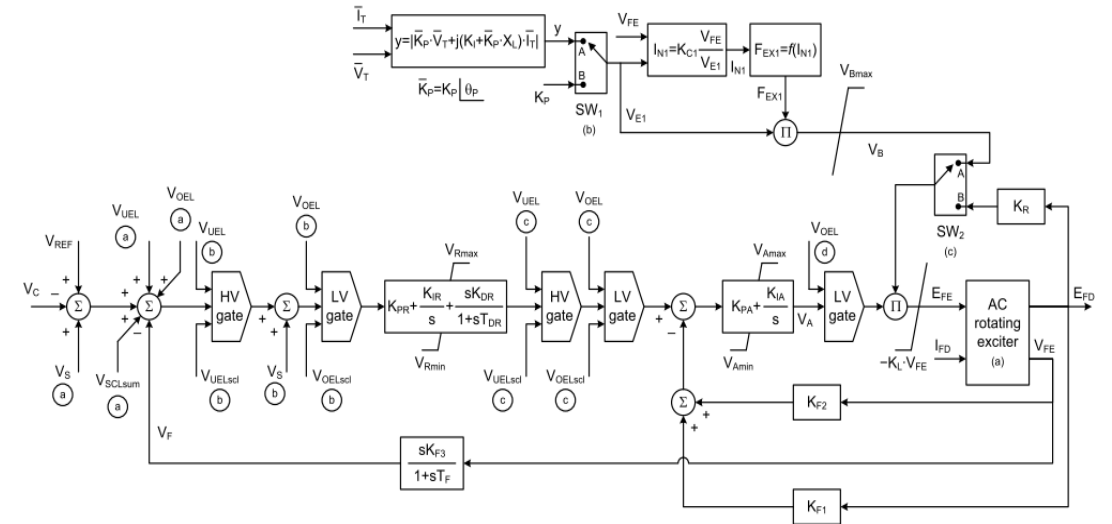 ĪT
V̄T
y=|K̄P·V̄T+j(KI+K̄P·XL)·ĪT|
y
K̄P=KP∠θP
KP
A
B
SW1
(b)
VFE
IN1=KC1 VFE/VE1
IN1
FEX1=f(IN1)
FEX1
VE1
Π
VBmax
VB
A
B
SW2
(c)
KR
VREF
VC
+
−
+
Σ
VS
a
VUEL
a
VOEL
a
+
+
+
+
−
Σ
VSCLsum
a
VF
VUEL
b
HV
gate
VUELscl
b
+
+
Σ
VS
b
VOEL
b
LV
gate
VOELscl
b
VRmax
KPR+ KIR/s + sKDR/1+sTDR
VRmin
VUEL
c
HV
gate
VUELscl
c
VOEL
c
LV
gate
VOELscl
c
+
−
Σ
VAmax
KPA+ KIA/s
VAmin
VA
VOEL
d
LV
gate
Π
EFE
−KL·VFE
IFD
AC
rotating
exciter
(a)
EFD
VFE
Σ
+
+
KF2
sKF3
1+sTF
KF1